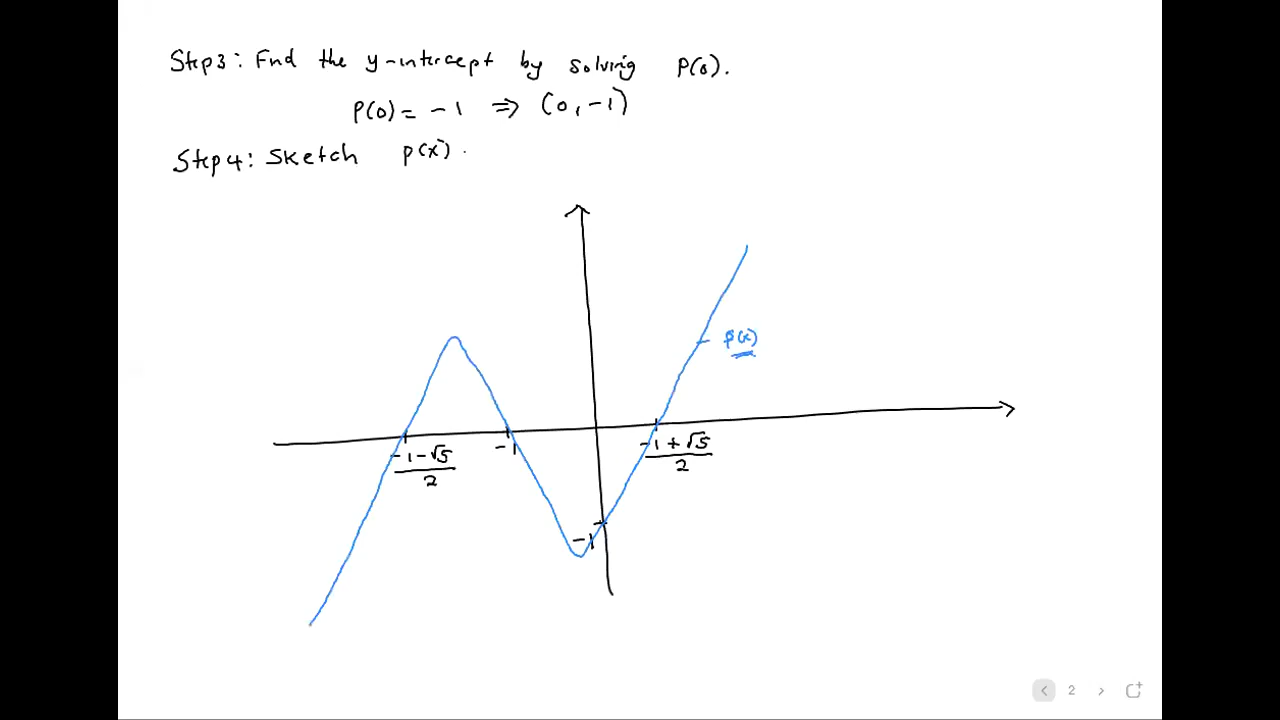 Step3: Find the y-intercept by solving P(0).
P(0) = -1 ⇒ (0, -1)
Step4: Sketch P(x).
P(x)
(-1-√5)/2
-1
(-1+√5)/2
-1
2